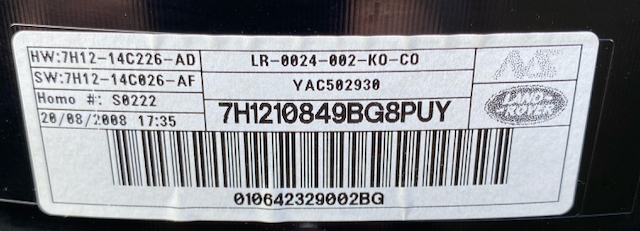 HW:7H12-14C226-AD
SW:7H12-14C026-AF
Homo #: S0222
20/08/2008 17:35
LR-0024-002-KO-CO
YAC502930
7H1210849BG8PUY
LAND
ROVER
010642329002BG